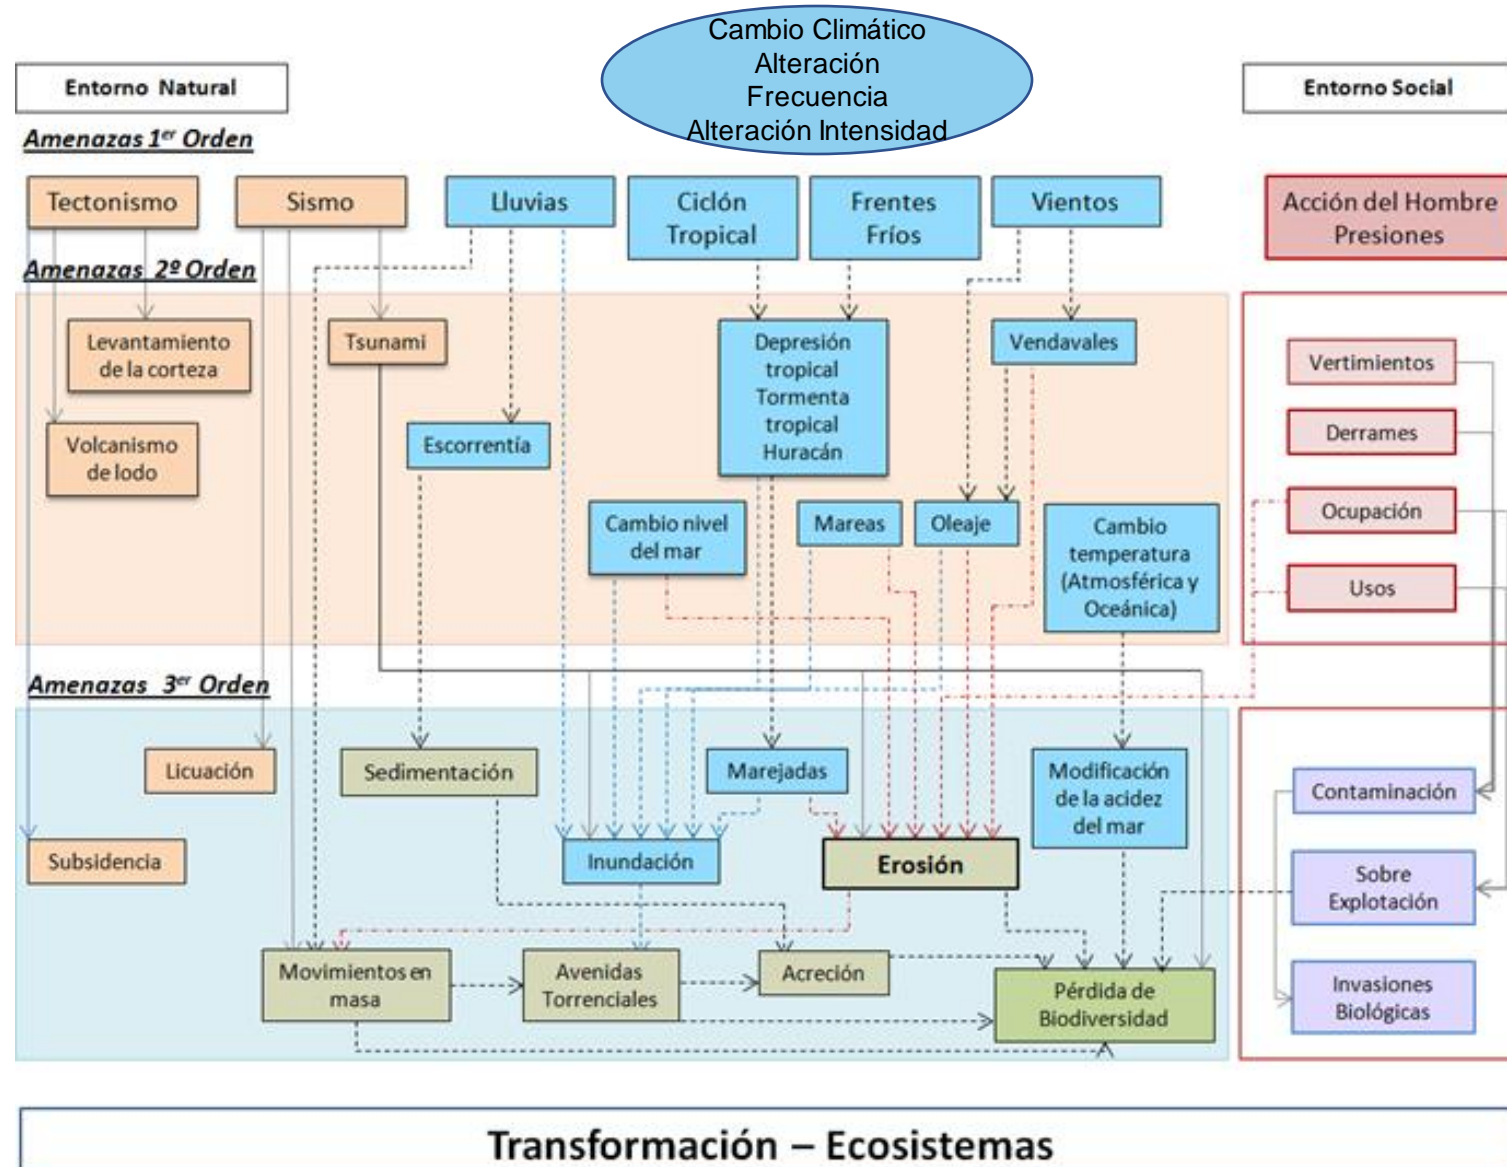 Cambio Climático
Alteración
Frecuencia
Alteración Intensidad
Entorno Natural
Entorno Social
Amenazas 1er Orden
Tectonismo
Sismo
Lluvias
Ciclón
Tropical
Frentes
Fríos
Vientos
Acción del Hombre
Presiones
Amenazas 2º Orden
Levantamiento
de la corteza
Tsunami
Depresión
tropical
Tormenta
tropical
Huracán
Vendavales
Vertimientos
Volcanismo
de lodo
Escorrentía
Derrames
Cambio nivel
del mar
Mareas
Oleaje
Cambio
temperatura
(Atmosférica y
Oceánica)
Ocupación
Usos
Amenazas 3er Orden
Licuación
Sedimentación
Marejadas
Modificación
de la acidez
del mar
Contaminación
Subsidencia
Inundación
Erosión
Sobre
Explotación
Movimientos en
masa
Avenidas
Torrenciales
Acreción
Pérdida de
Biodiversidad
Invasiones
Biológicas
Transformación – Ecosistemas